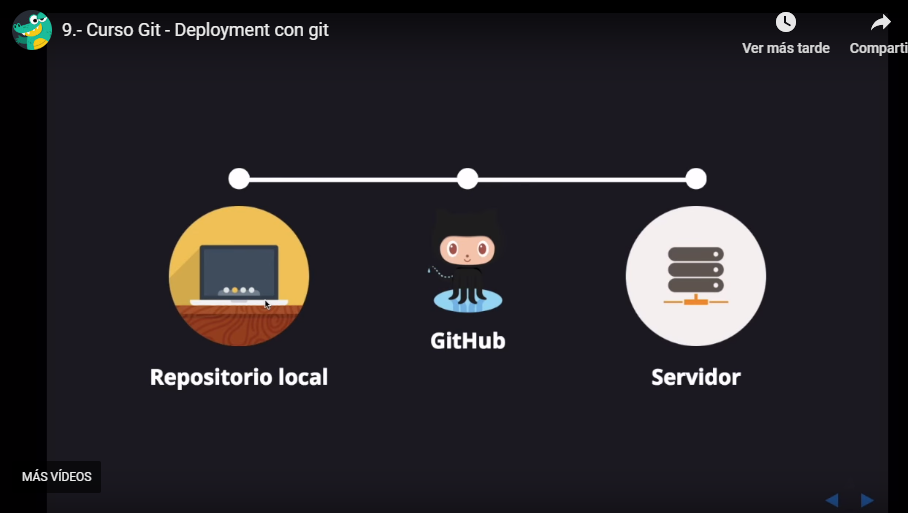 9.- Curso Git - Deployment con git
Ver más tarde
Comparti
GitHub
Repositorio local
Servidor
MÁS VÍDEOS